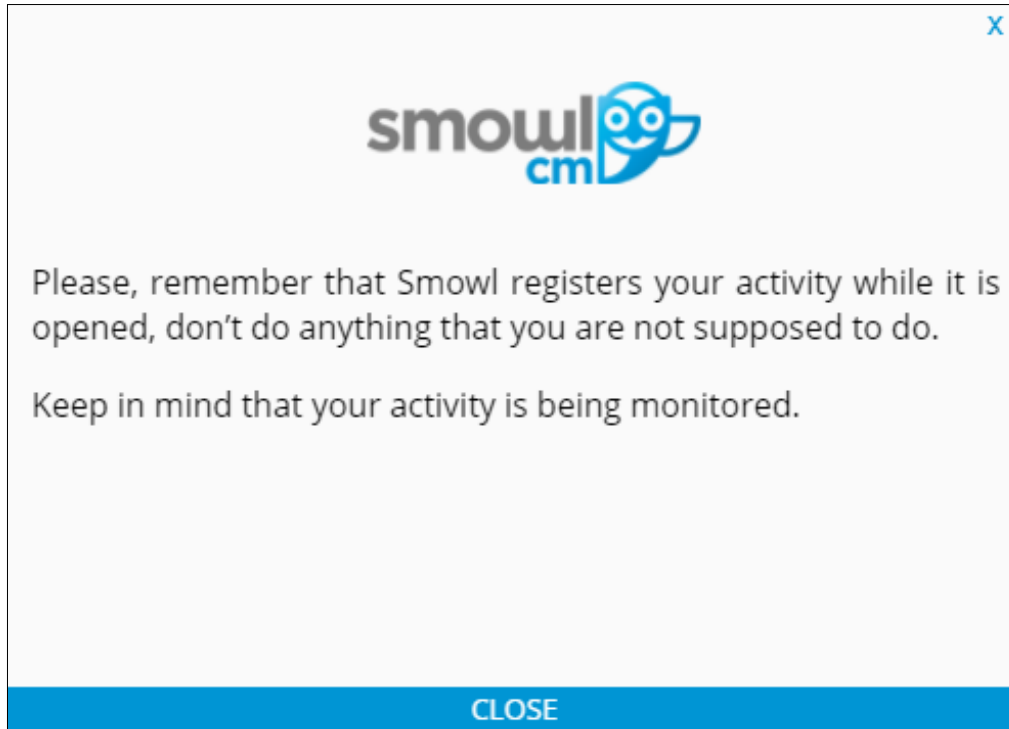 X
smowl
cm
Please, remember that Smowl registers your activity while it is
opened, don’t do anything that you are not supposed to do.
Keep in mind that your activity is being monitored.
CLOSE